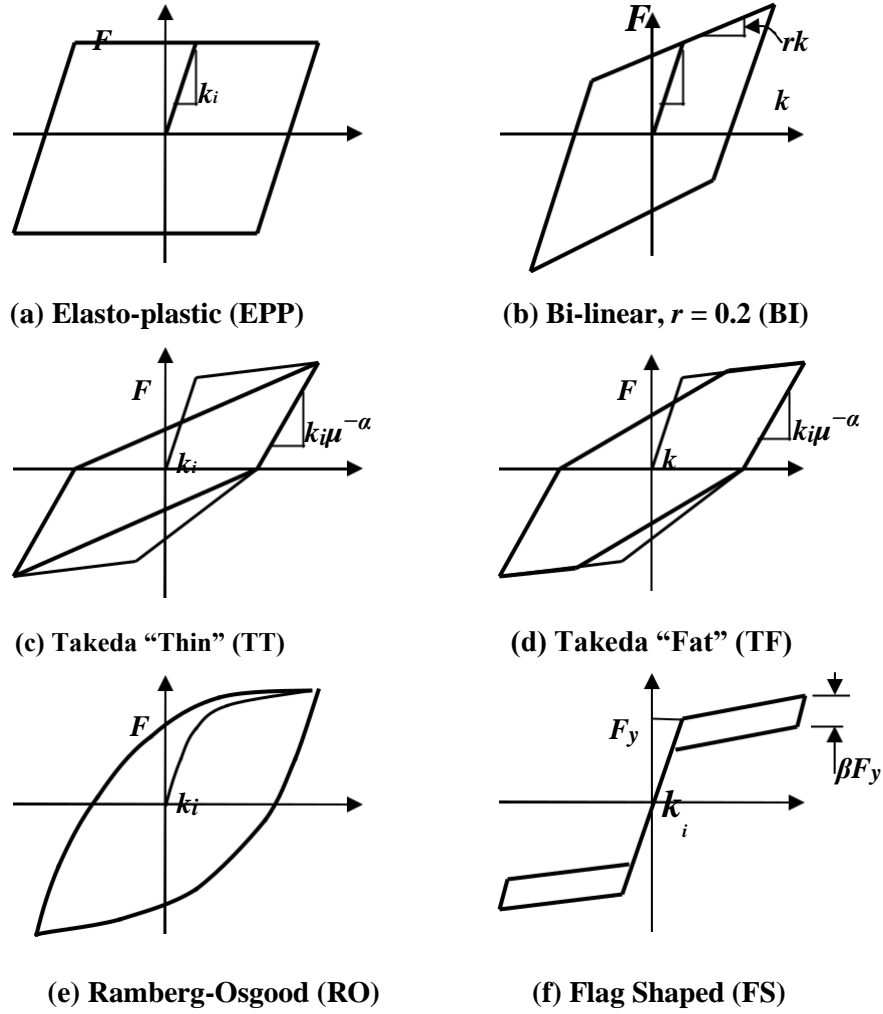 F
k_i
(a) Elasto-plastic (EPP)
F
rk
k
(b) Bi-linear, r = 0.2 (BI)
F
k_iμ^−α
k_i
(c) Takeda “Thin” (TT)
F
k_iμ^−α
k
(d) Takeda “Fat” (TF)
F
k_i
(e) Ramberg-Osgood (RO)
F_y
βF_y
k_i
(f) Flag Shaped (FS)